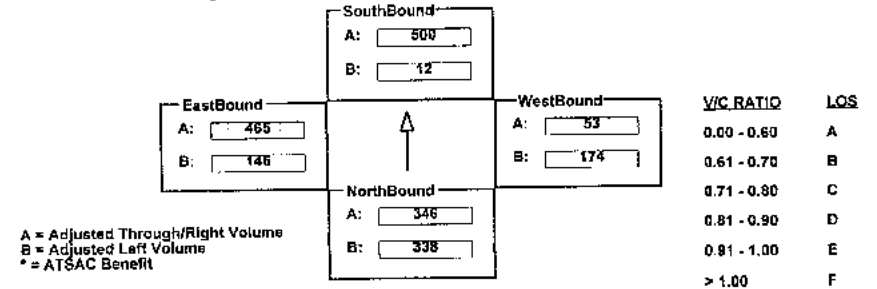 SouthBound
A: 500
B: 12
EastBound
A: 465
B: 146
WestBound
A: 53
B: 174
NorthBound
A: 346
B: 338
A = Adjusted Through/Right Volume
B = Adjusted Left Volume
* = ATSAC Benefit
V/C RATIO LOS
0.00 - 0.60 A
0.61 - 0.70 B
0.71 - 0.80 C
0.81 - 0.90 D
0.91 - 1.00 E
> 1.00 F